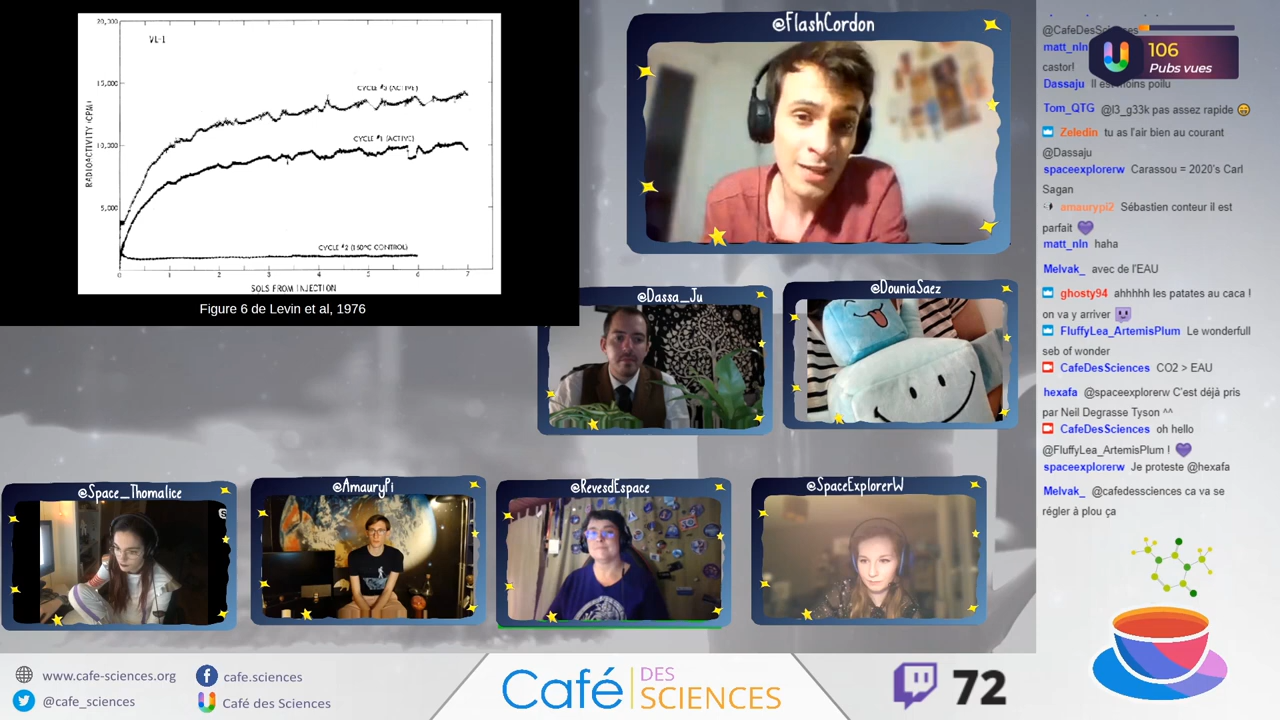 20,000
VL-1
15,000
10,000
5,000
RADIOACTIVITY (CPM)
CYCLE #3 (ACTIVE)
CYCLE #1 (ACTIVE)
CYCLE #2 (150°C CONTROL)
0 1 2 3 4 5 6 7
SOLS FROM INJECTION
Figure 6 de Levin et al, 1976
@FlashCordon
@Dassa_Ju
@DouniaSaez
@Space_Thomalice
@AmauryPi
@RevesdEspace
@SpaceExplorerW
106
Pubs vues
matt_nln
castor!
Dassaju Il est moins poilu
Tom_QTG @l3_g33k pas assez rapide
Zeledin tu as l'air bien au courant
@Dassaju
spaceexplorerw Carassou = 2020's Carl
Sagan
amaurypi2 Sébastien conteur il est
parfait
matt_nln haha
Melvak_ avec de l'EAU
ghosty94 ahhhhh les patates au caca !
on va y arriver
FluffyLea_ArtemisPlum Le wonderfull
seb of wonder
CafeDesSciences CO2 > EAU
hexafa @spaceexplorerw C'est déjà pris
par Neil Degrasse Tyson ^^
CafeDesSciences oh hello
@FluffyLea_ArtemisPlum !
spaceexplorerw Je proteste @hexafa
Melvak_ @cafedessciences ca va se
régler à plou ça
www.cafe-sciences.org
cafe.sciences
@cafe_sciences
Café des Sciences
Café DES SCIENCES
72